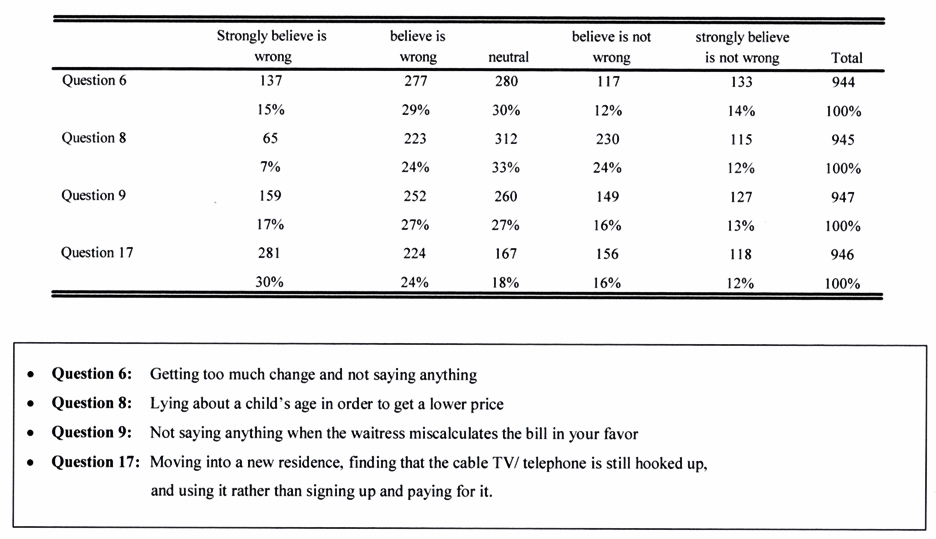 Strongly believe is believe is believe is not strongly believe
wrong wrong neutral wrong is not wrong Total
Question 6 137 277 280 117 133 944
15% 29% 30% 12% 14% 100%
Question 8 65 223 312 230 115 945
7% 24% 33% 24% 12% 100%
Question 9 159 252 260 149 127 947
17% 27% 27% 16% 13% 100%
Question 17 281 224 167 156 118 946
30% 24% 18% 16% 12% 100%
• Question 6: Getting too much change and not saying anything
• Question 8: Lying about a child's age in order to get a lower price
• Question 9: Not saying anything when the waitress miscalculates the bill in your favor
• Question 17: Moving into a new residence, finding that the cable TV/ telephone is still hooked up,
and using it rather than signing up and paying for it.